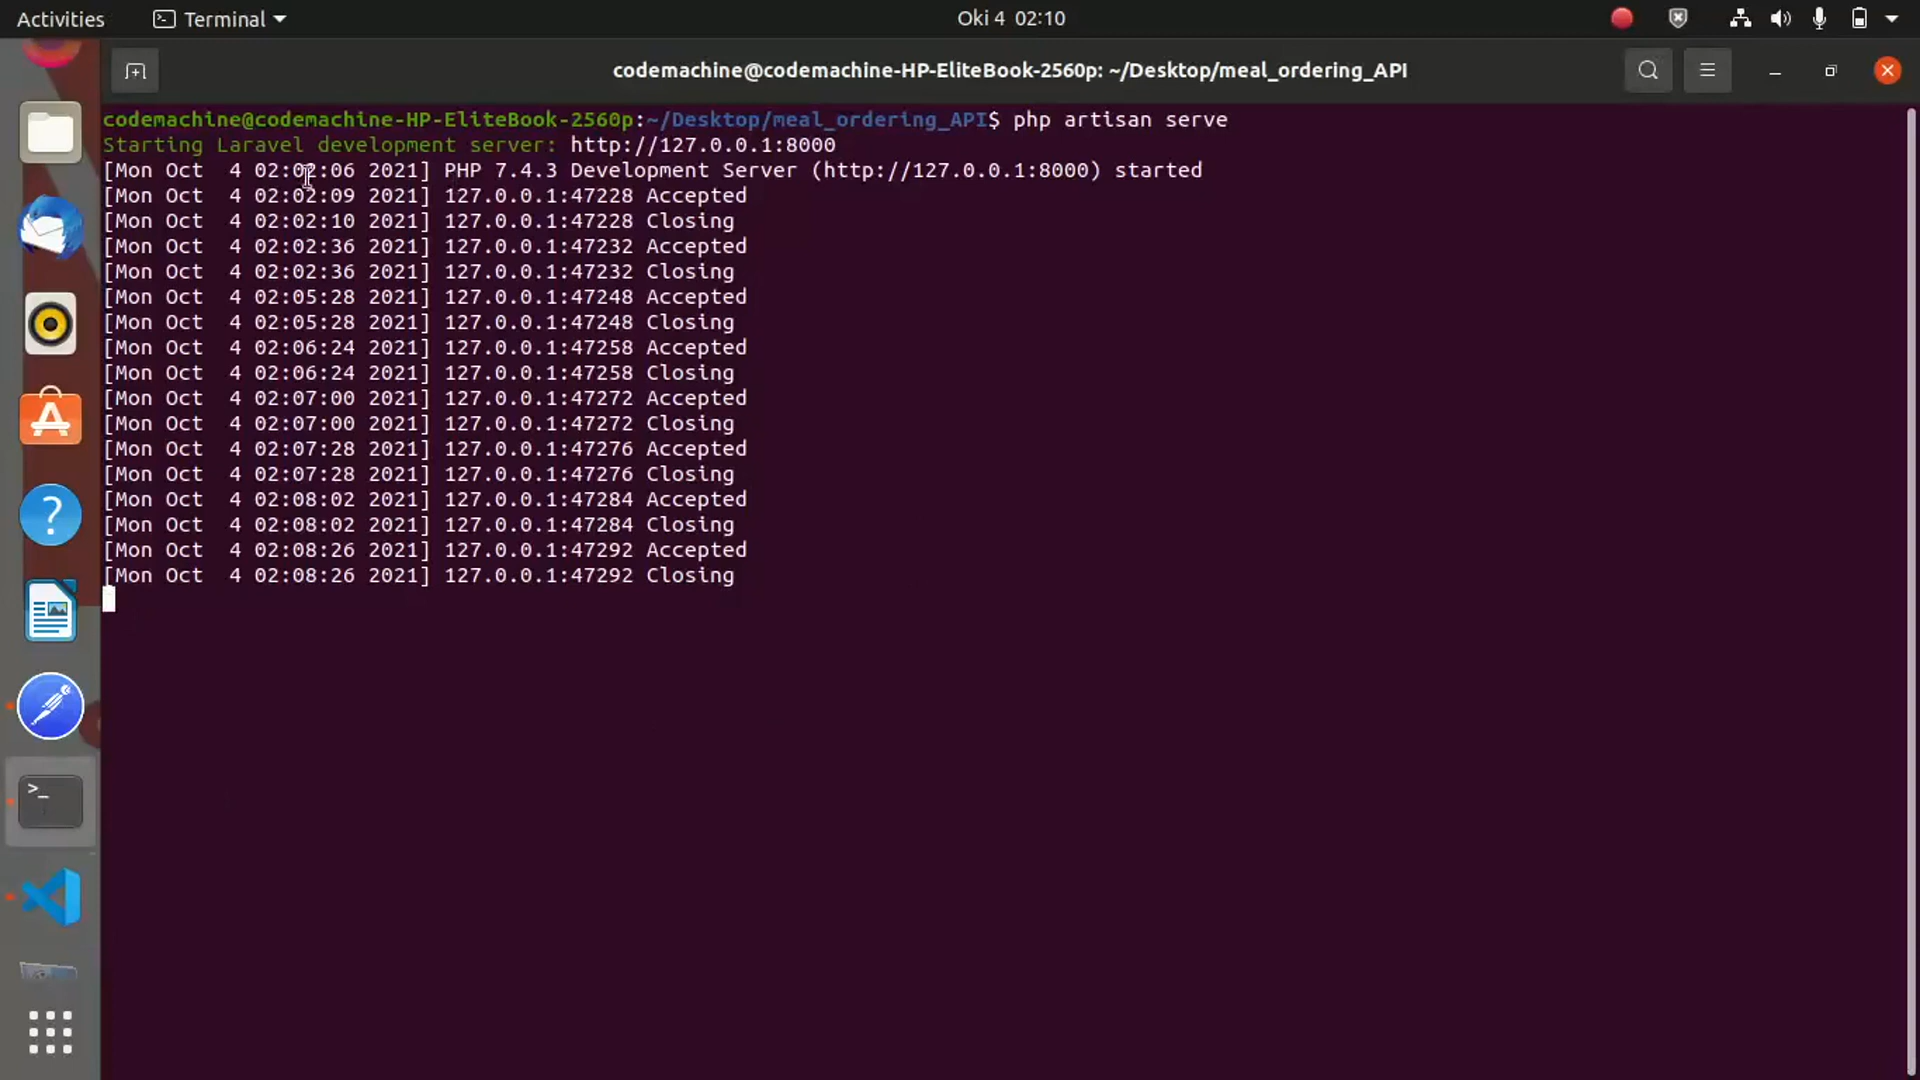 Activities Terminal Oki 4 02:10
codemachine@codemachine-HP-EliteBook-2560p: ~/Desktop/meal_ordering_API
codemachine@codemachine-HP-EliteBook-2560p:~/Desktop/meal_ordering_API$ php artisan serve
Starting Laravel development server: http://127.0.0.1:8000
[Mon Oct  4 02:02:06 2021] PHP 7.4.3 Development Server (http://127.0.0.1:8000) started
[Mon Oct  4 02:02:09 2021] 127.0.0.1:47228 Accepted
[Mon Oct  4 02:02:10 2021] 127.0.0.1:47228 Closing
[Mon Oct  4 02:02:36 2021] 127.0.0.1:47232 Accepted
[Mon Oct  4 02:02:36 2021] 127.0.0.1:47232 Closing
[Mon Oct  4 02:05:28 2021] 127.0.0.1:47248 Accepted
[Mon Oct  4 02:05:28 2021] 127.0.0.1:47248 Closing
[Mon Oct  4 02:06:24 2021] 127.0.0.1:47258 Accepted
[Mon Oct  4 02:06:24 2021] 127.0.0.1:47258 Closing
[Mon Oct  4 02:07:00 2021] 127.0.0.1:47272 Accepted
[Mon Oct  4 02:07:00 2021] 127.0.0.1:47272 Closing
[Mon Oct  4 02:07:28 2021] 127.0.0.1:47276 Accepted
[Mon Oct  4 02:07:28 2021] 127.0.0.1:47276 Closing
[Mon Oct  4 02:08:02 2021] 127.0.0.1:47284 Accepted
[Mon Oct  4 02:08:02 2021] 127.0.0.1:47284 Closing
[Mon Oct  4 02:08:26 2021] 127.0.0.1:47292 Accepted
[Mon Oct  4 02:08:26 2021] 127.0.0.1:47292 Closing